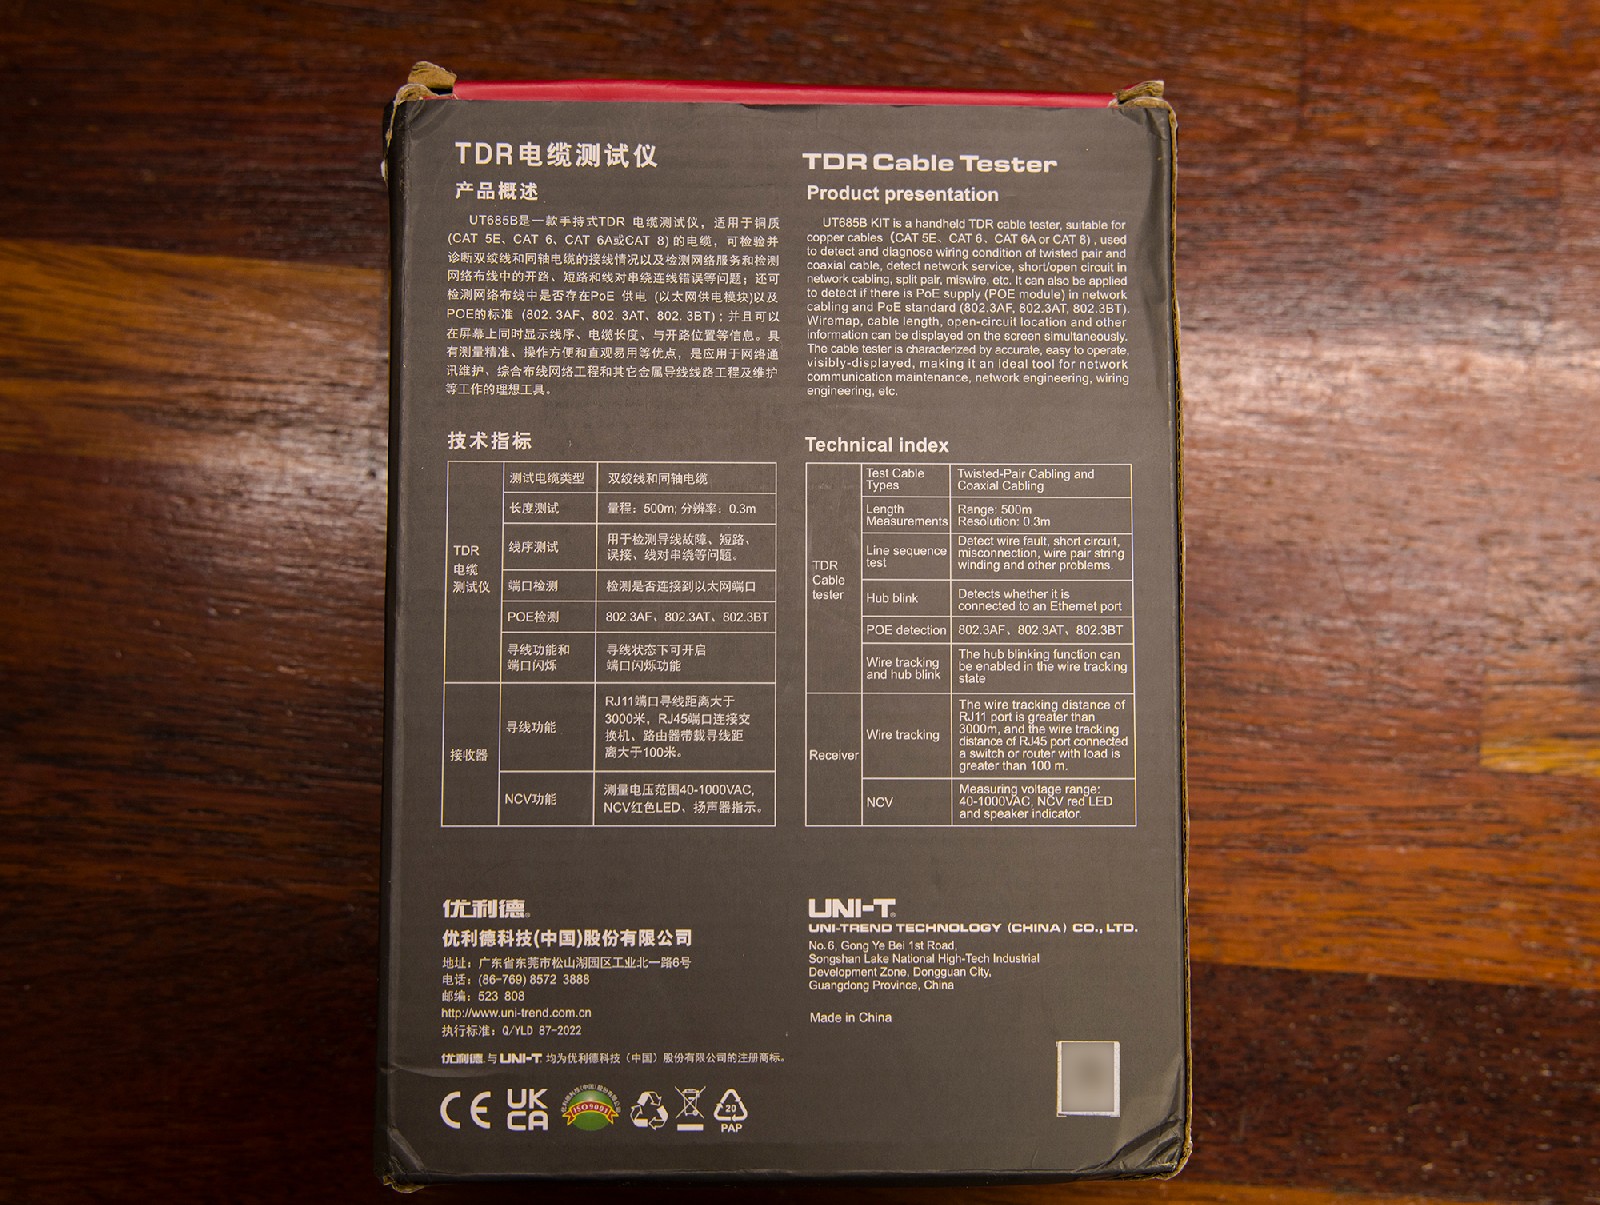 TDR电缆测试仪
产品概述
UT685B是一款手持式TDR 电缆测试仪，适用于铜质
(CAT 5E、CAT 6、CAT 6A或CAT 8) 的电缆，可检验并
诊断双绞线和同轴电缆的接线情况以及检测网络服务和检测
网络布线中的开路、短路和线对串绕连线错误等问题；还可
检测网络布线中是否存在PoE 供电 (以太网供电模块)以及
POE的标准 (802.3AF、802.3AT、802.3BT)；并且可以
在屏幕上同时显示线序、电缆长度、与开路位置等信息。具
有测量精准、操作方便和直观易用等优点，是应用于网络通
讯维护、综合布线网络工程和其它金属导线线路工程及维护
等工作的理想工具。
技术指标
TDR
电缆
测试仪
测试电缆类型 双绞线和同轴电缆
长度测试 量程：500m; 分辨率：0.3m
线序测试 用于检测导线故障、短路、
误接、线对串绕等问题。
端口检测 检测是否连接到以太网端口
POE检测 802.3AF、802.3AT、802.3BT
寻线功能和 寻线状态下可开启
端口闪烁 端口闪烁功能
接收器
寻线功能
RJ11端口寻线距离大于
3000米，RJ45端口连接交
换机、路由器带载寻线距
离大于100米。
NCV功能
测量电压范围40-1000VAC,
NCV红色LED、扬声器指示。
优利德®
优利德科技(中国)股份有限公司
地址：广东省东莞市松山湖园区工业北一路6号
电话：(86-769) 8572 3888
邮编：523 808
http://www.uni-trend.com.cn
执行标准：Q/YLD 87-2022
优利德 与 UNI-T 均为优利德科技（中国）股份有限公司的注册商标。
CE
UK
CA
ISO9001
20
PAP
TDR Cable Tester
Product presentation
UT685B KIT is a handheld TDR cable tester, suitable for
copper cables（CAT 5E、CAT 6、CAT 6A or CAT 8) , used
to detect and diagnose wiring condition of twisted pair and
coaxial cable, detect network service, short/open circuit in
network cabling, split pair, miswire, etc. It can also be applied
to detect if there is PoE supply (POE module) in network
cabling and PoE standard (802.3AF, 802.3AT, 802.3BT).
Wiremap, cable length, open-circuit location and other
information can be displayed on the screen simultaneously.
The cable tester is characterized by accurate, easy to operate,
visibly-displayed, making it an ideal tool for network
communication maintenance, network engineering, wiring
engineering, etc.
Technical index
TDR
Cable
tester
Test Cable Twisted-Pair Cabling and
Types Coaxial Cabling
Length Range: 500m
Measurements Resolution: 0.3m
Line sequence
test
Detect wire fault, short circuit,
misconnection, wire pair string
winding and other problems.
Hub blink
Detects whether it is
connected to an Ethernet port
POE detection 802.3AF、802.3AT、802.3BT
Wire tracking
and hub blink
The hub blinking function can
be enabled in the wire tracking
state
Receiver
Wire tracking
The wire tracking distance of
RJ11 port is greater than
3000m, and the wire tracking
distance of RJ45 port connected
a switch or router with load is
greater than 100 m.
NCV
Measuring voltage range:
40-1000VAC, NCV red LED
and speaker indicator.
UNI-T®
UNI-TREND TECHNOLOGY (CHINA) CO., LTD.
No.6, Gong Ye Bei 1st Road,
Songshan Lake National High-Tech Industrial
Development Zone, Dongguan City,
Guangdong Province, China
Made in China